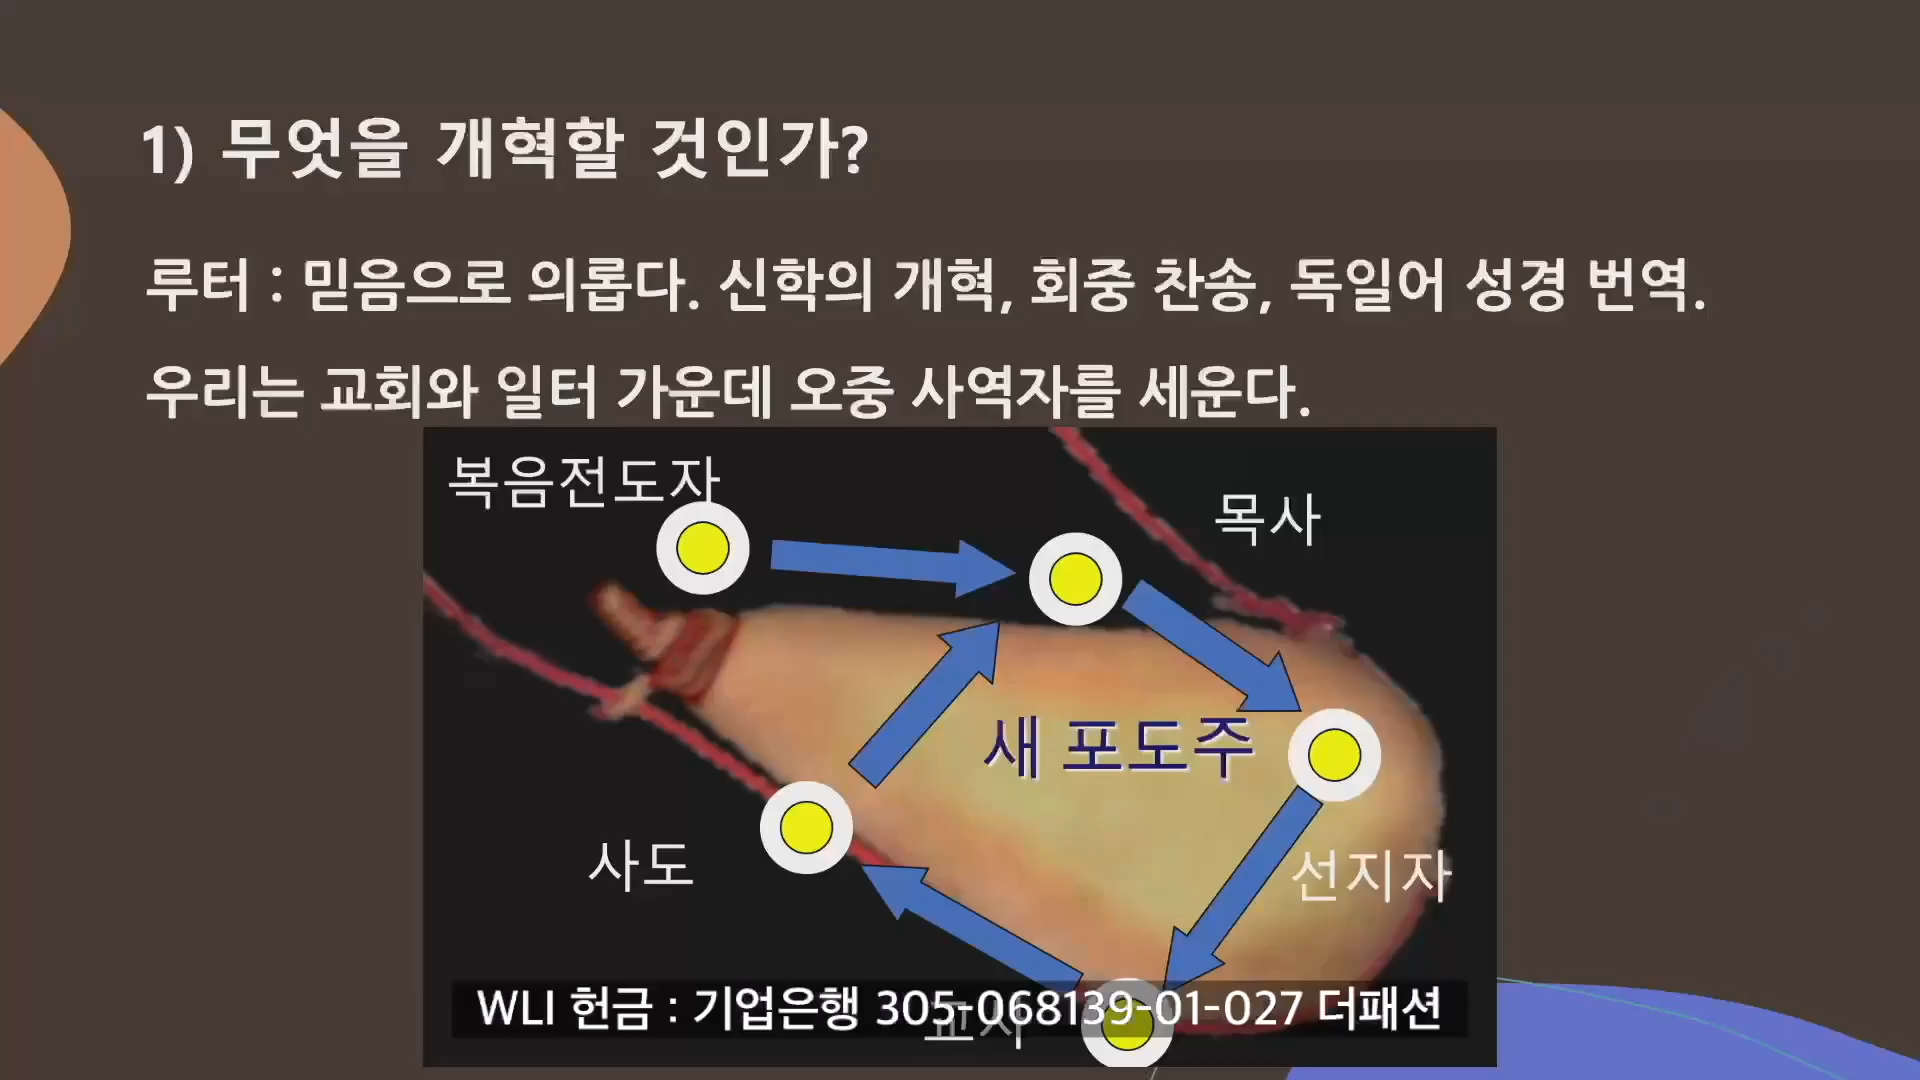 1) 무엇을 개혁할 것인가?
루터 : 믿음으로 의롭다. 신학의 개혁, 회중 찬송, 독일어 성경 번역.
우리는 교회와 일터 가운데 오중 사역자를 세운다.
복음전도자
목사
새 포도주
사도
선지자
교사
WLI 헌금 : 기업은행 305-068139-01-027 더패션